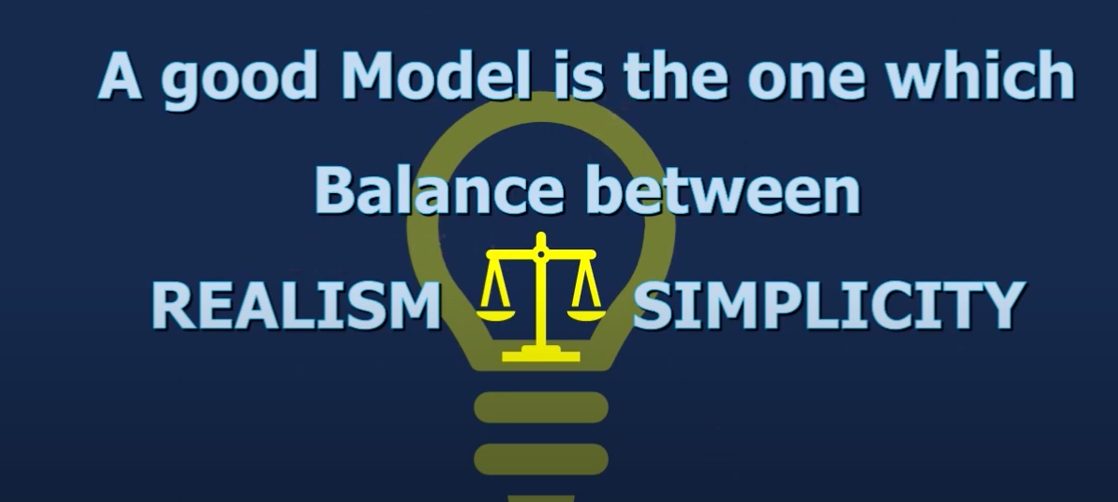 A good Model is the one which
Balance between
REALISM SIMPLICITY